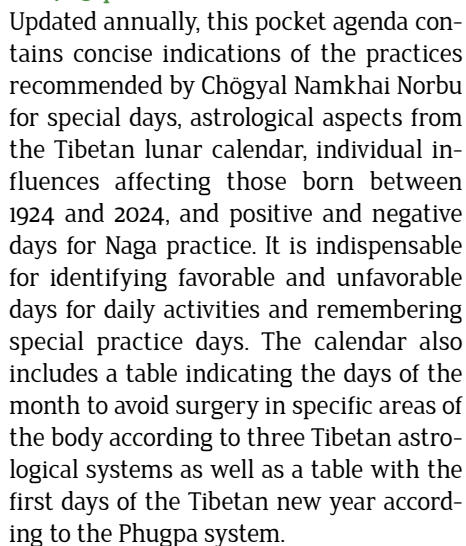 Updated annually, this pocket agenda con-
tains concise indications of the practices
recommended by Chögyal Namkhai Norbu
for special days, astrological aspects from
the Tibetan lunar calendar, individual in-
fluences affecting those born between
1924 and 2024, and positive and negative
days for Naga practice. It is indispensable
for identifying favorable and unfavorable
days for daily activities and remembering
special practice days. The calendar also
includes a table indicating the days of the
month to avoid surgery in specific areas of
the body according to three Tibetan astro-
logical systems as well as a table with the
first days of the Tibetan new year accord-
ing to the Phugpa system.